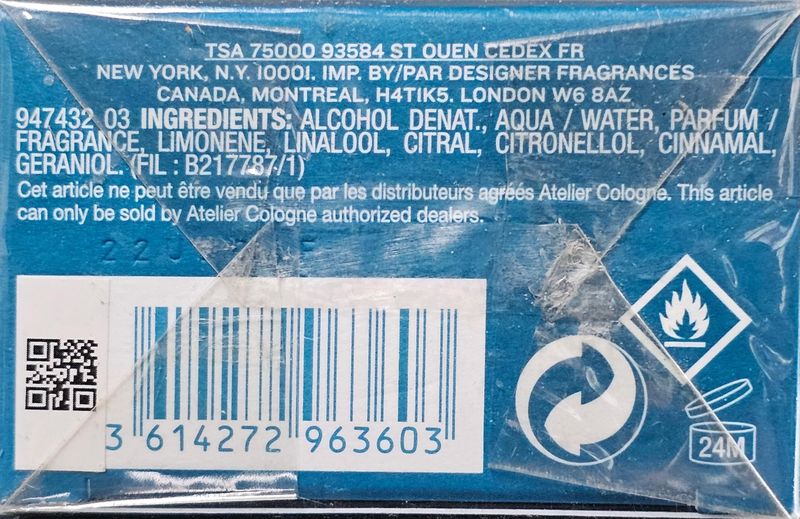 TSA 75000 93584 ST OUEN CEDEX FR
NEW YORK, N.Y. 10001. IMP. BY/PAR DESIGNER FRAGRANCES
CANADA, MONTREAL, H4TIK5. LONDON W6 8AZ
947432 03 INGREDIENTS: ALCOHOL DENAT., AQUA / WATER, PARFUM /
FRAGRANCE, LIMONENE, LINALOOL, CITRAL, CITRONELLOL, CINNAMAL,
GERANIOL. (FIL : B217787/1)
Cet article ne peut être vendu que par les distributeurs agréés Atelier Cologne. This article
can only be sold by Atelier Cologne authorized dealers.
3 614272 963603
24M